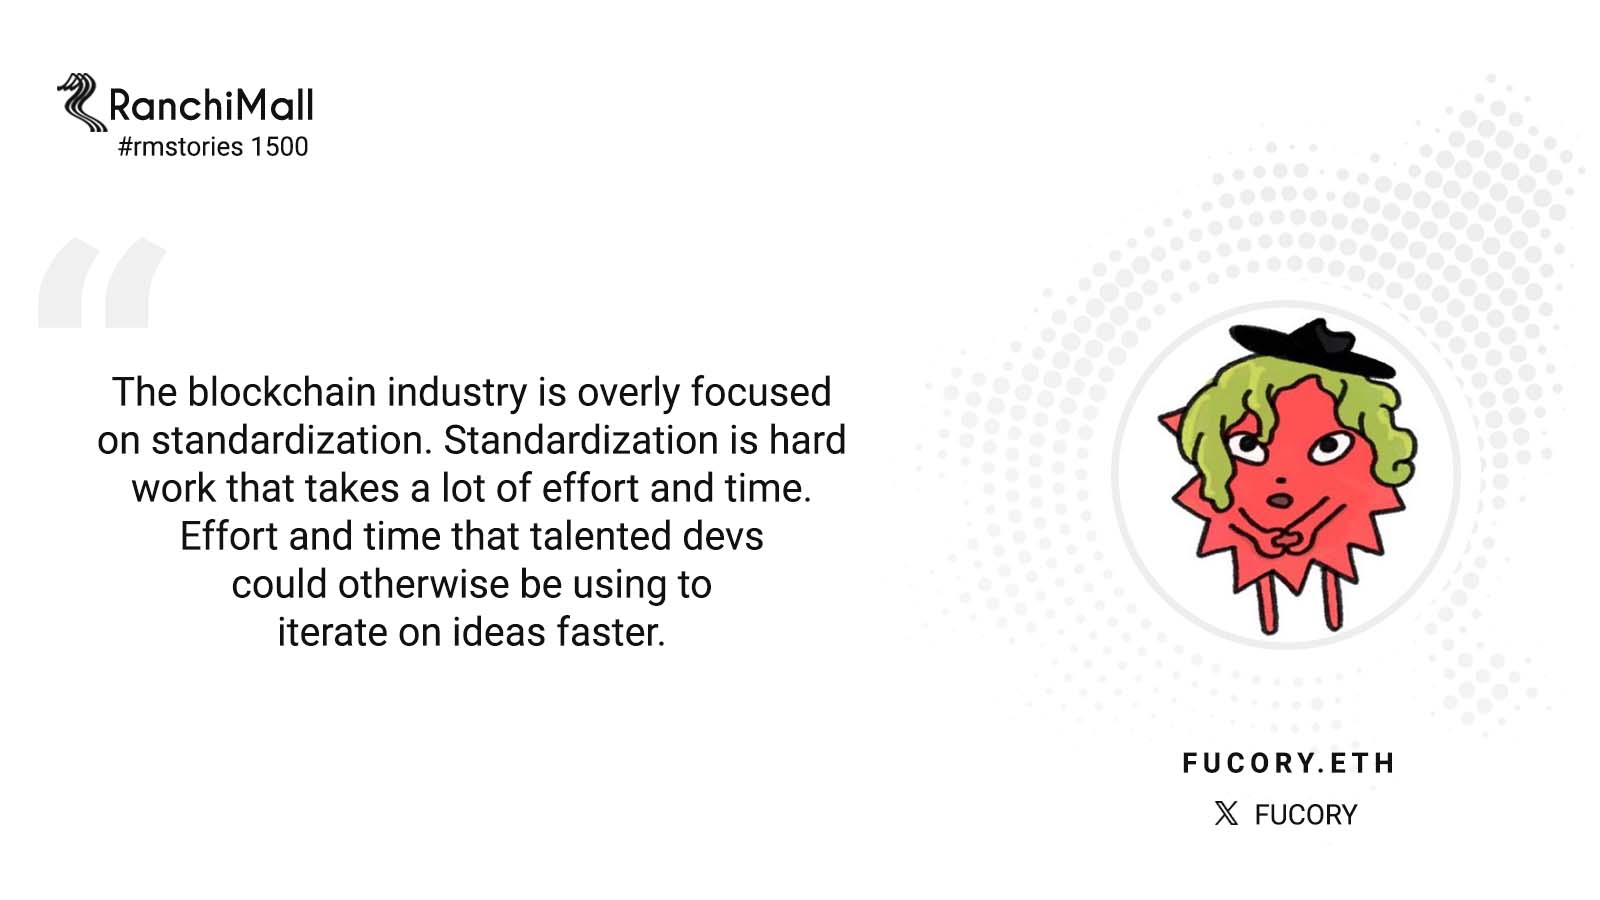 RanchiMall
#rmstories 1500
“
The blockchain industry is overly focused
on standardization. Standardization is hard
work that takes a lot of effort and time.
Effort and time that talented devs
could otherwise be using to
iterate on ideas faster.
FUCORY.ETH
𝕏 FUCORY